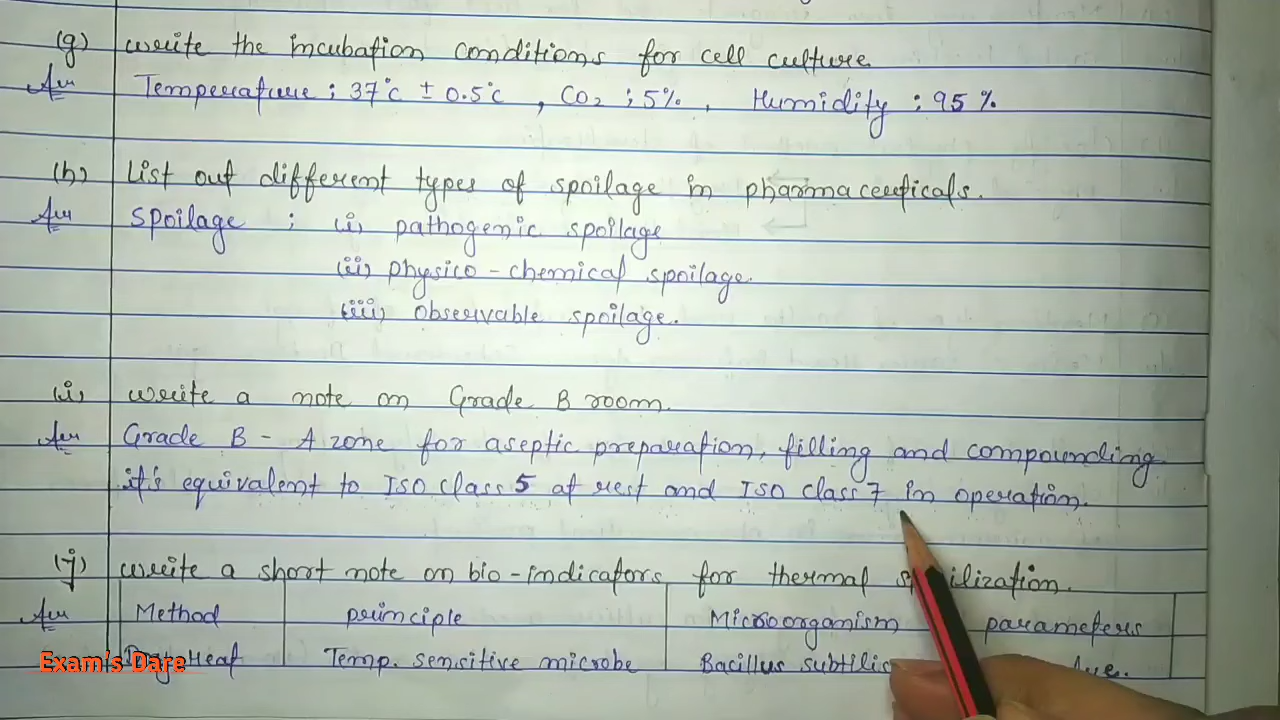 (g) write the incubation conditions for cell culture
Ans Temperature : 37°c ± 0.5°c , CO2 : 5% , Humidity : 95 %
(h) List out different types of spoilage in pharmaceuticals.
Ans Spoilage : (i) pathogenic spoilage
(ii) physico - chemical spoilage.
(iii) observable spoilage.
(i) write a note on Grade B room.
Ans Grade B - A zone for aseptic preparation, filling and compounding
it's equivalent to ISO class 5 at rest and ISO class 7 in operation.
(j) write a short note on bio-indicators for thermal
Ans Method principle Microorganism parameters
Heat Temp. sensitive microbe Bacillus subtilis
Exam's Dare